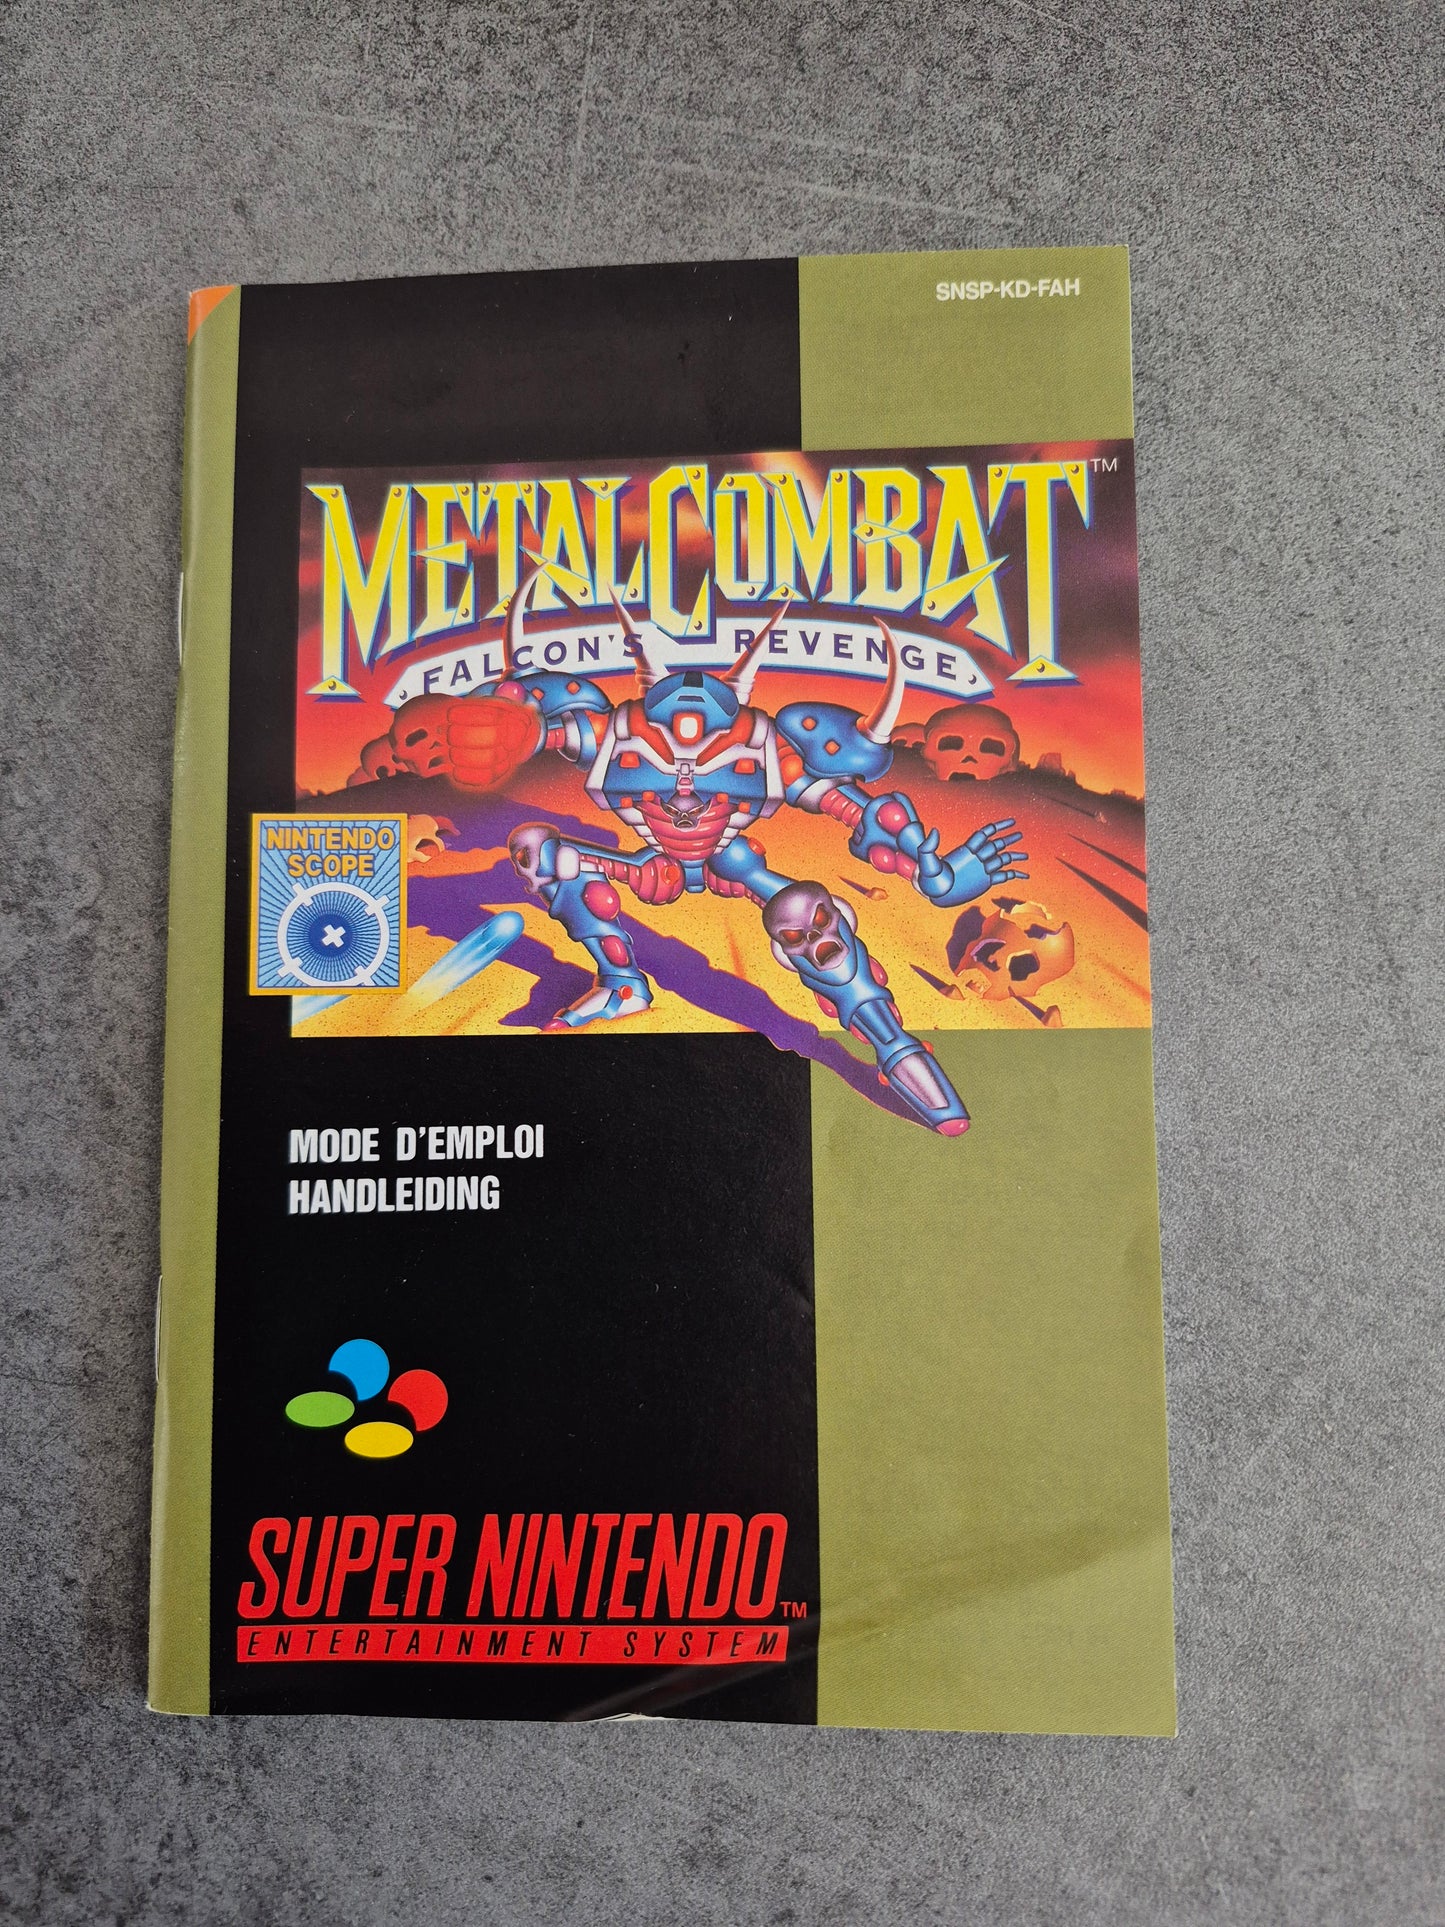 SNSP-KD-FAH
METAL COMBAT™
FALCON'S REVENGE
NINTENDO
SCOPE
MODE D'EMPLOI
HANDLEIDING
SUPER NINTENDO™
ENTERTAINMENT SYSTEM